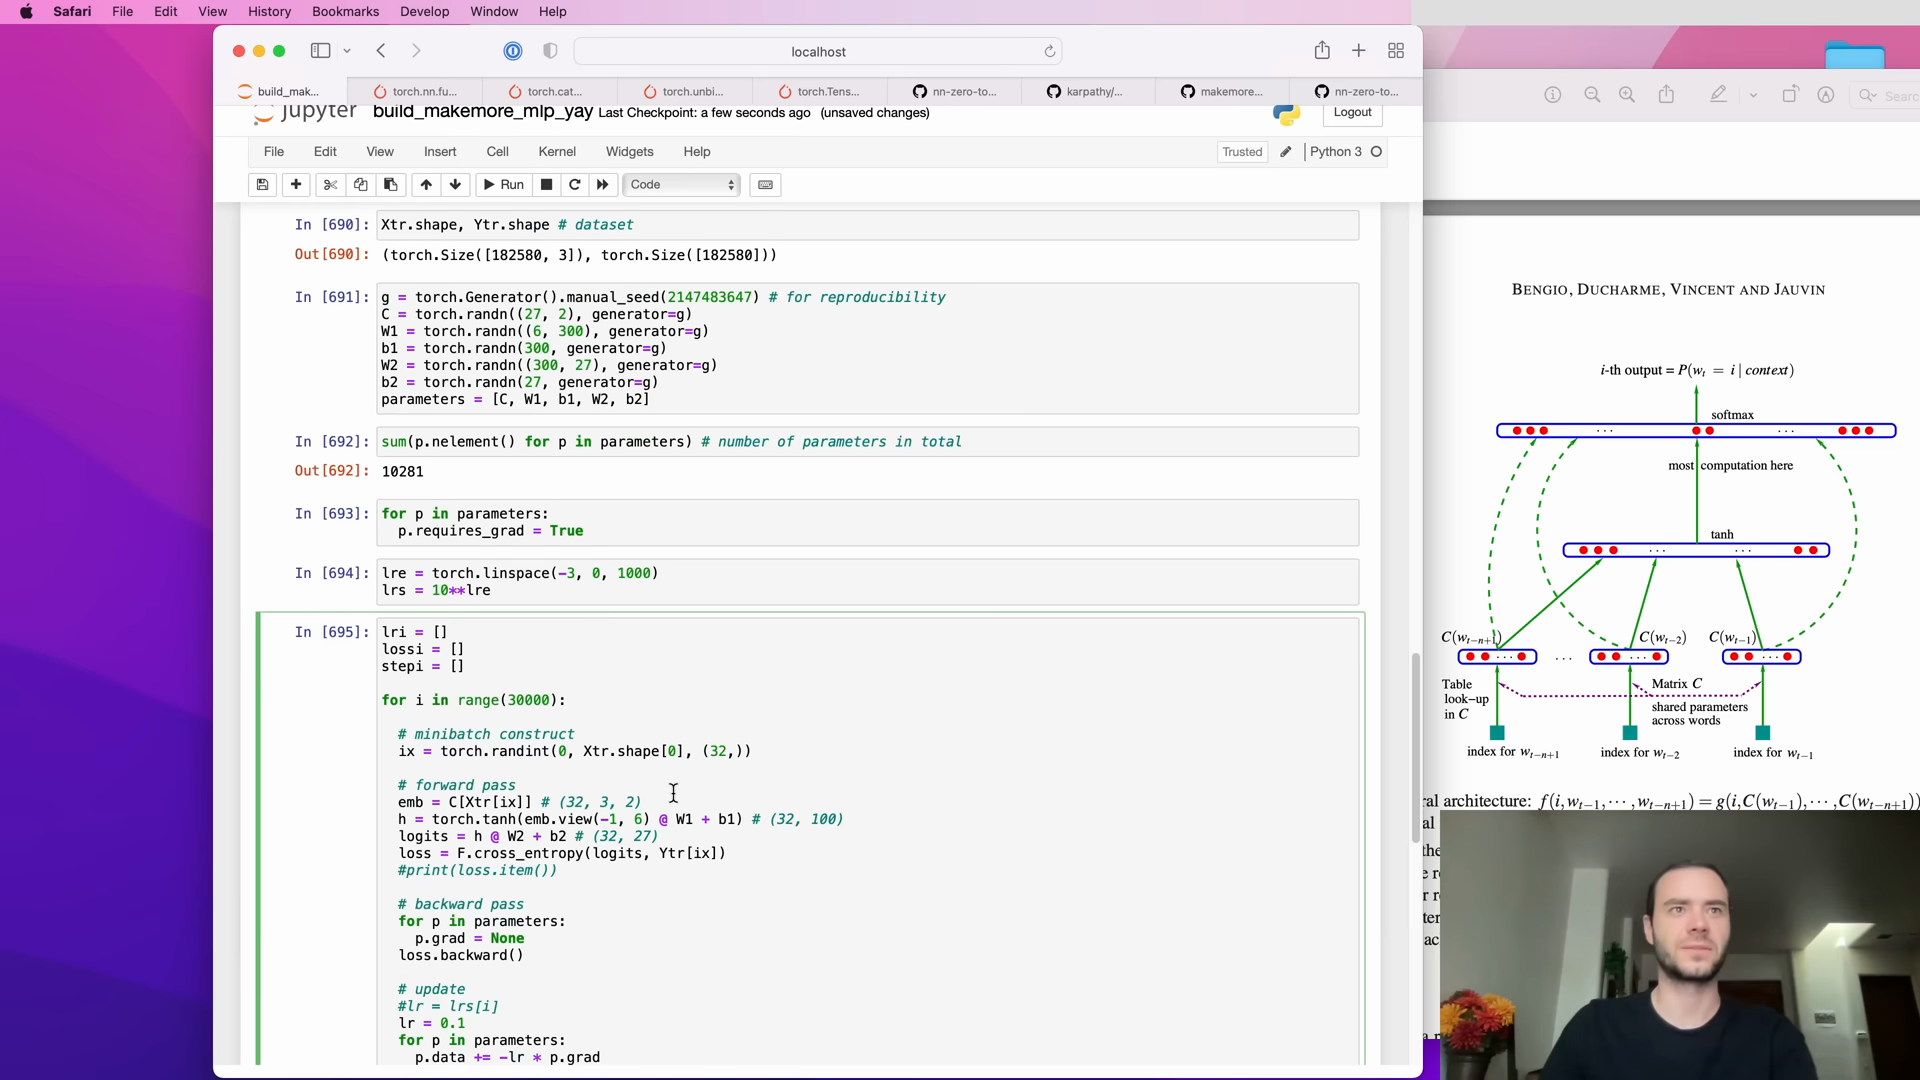 Safari File Edit View History Bookmarks Develop Window Help
localhost
build_mak...
torch.nn.fu...
torch.cat...
torch.unbi...
torch.Tens...
nn-zero-to...
karpathy/...
makemore...
nn-zero-to...
Search
jupyter build_makemore_mlp_yay Last Checkpoint: a few seconds ago (unsaved changes)
Logout
File Edit View Insert Cell Kernel Widgets Help
Trusted
Python 3
Run
Code
In [690]: Xtr.shape, Ytr.shape # dataset
Out[690]: (torch.Size([182580, 3]), torch.Size([182580]))
In [691]: g = torch.Generator().manual_seed(2147483647) # for reproducibility
C = torch.randn((27, 2), generator=g)
W1 = torch.randn((6, 300), generator=g)
b1 = torch.randn(300, generator=g)
W2 = torch.randn((300, 27), generator=g)
b2 = torch.randn(27, generator=g)
parameters = [C, W1, b1, W2, b2]
In [692]: sum(p.nelement() for p in parameters) # number of parameters in total
Out[692]: 10281
In [693]: for p in parameters:
p.requires_grad = True
In [694]: lre = torch.linspace(-3, 0, 1000)
lrs = 10**lre
In [695]: lri = []
lossi = []
stepi = []
for i in range(30000):
# minibatch construct
ix = torch.randint(0, Xtr.shape[0], (32,))
# forward pass
emb = C[Xtr[ix]] # (32, 3, 2)
h = torch.tanh(emb.view(-1, 6) @ W1 + b1) # (32, 100)
logits = h @ W2 + b2 # (32, 27)
loss = F.cross_entropy(logits, Ytr[ix])
#print(loss.item())
# backward pass
for p in parameters:
p.grad = None
loss.backward()
# update
#lr = lrs[i]
lr = 0.1
for p in parameters:
p.data += -lr * p.grad
BENGIO, DUCHARME, VINCENT AND JAUVIN
i-th output = P(w_t = i | context)
softmax
...
...
most computation here
tanh
...
...
C(w_{t−n+1})
C(w_{t−2})
C(w_{t−1})
...
...
...
...
Table
look−up
in C
Matrix C
shared parameters
across words
index for w_{t−n+1}
index for w_{t−2}
index for w_{t−1}
ral architecture: f(i, w_{t−1}, ⋯ , w_{t−n+1}) = g(i, C(w_{t−1}), ⋯ , C(w_{t−n+1}))
al
the